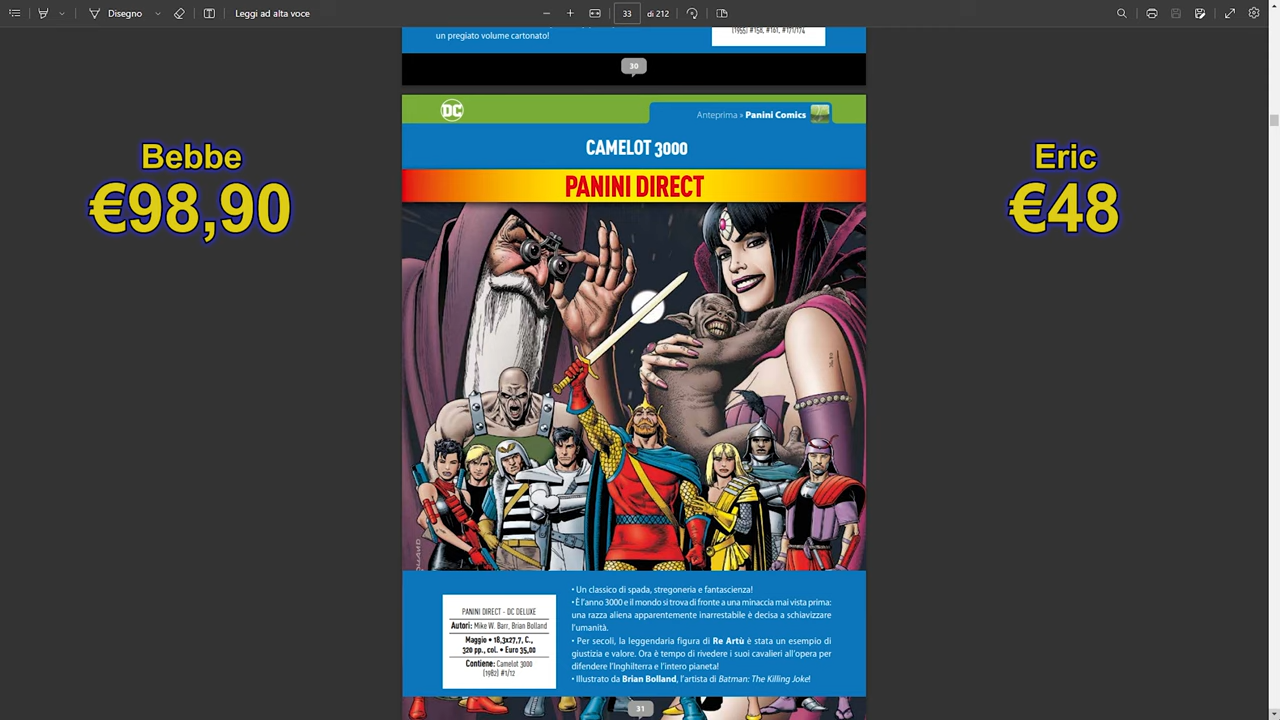 Disegno
Leggi ad alta voce
33
di 212
un pregiato volume cartonato!
(1955) #158, #161, #171/174
30
DC
Anteprima » Panini Comics
CAMELOT 3000
PANINI DIRECT
Bebbe
€98,90
Eric
€48
PANINI DIRECT - DC DELUXE
Autori: Mike W. Barr, Brian Bolland
Maggio • 18,3x27,7, C.,
320 pp., col. • Euro 35,00
Contiene: Camelot 3000
(1982) #1/12
• Un classico di spada, stregoneria e fantascienza!
• È l'anno 3000 e il mondo si trova di fronte a una minaccia mai vista prima:
una razza aliena apparentemente inarrestabile è decisa a schiavizzare
l'umanità.
• Per secoli, la leggendaria figura di Re Artù è stata un esempio di
giustizia e valore. Ora è tempo di rivedere i suoi cavalieri all'opera per
difendere l'Inghilterra e l'intero pianeta!
• Illustrato da Brian Bolland, l'artista di Batman: The Killing Joke!
31